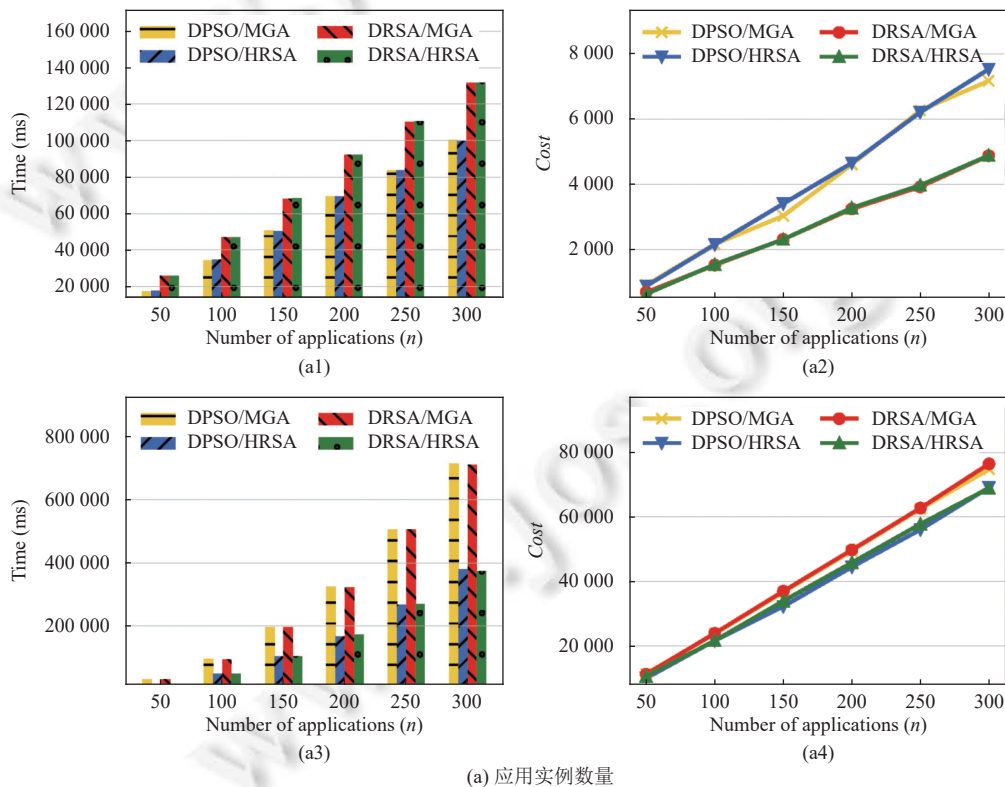 160 000
140 000
120 000
100 000
80 000
60 000
40 000
20 000
Time (ms)
DPSO/MGA DRSA/MGA
DPSO/HRSA DRSA/HRSA
50 100 150 200 250 300
Number of applications (n)
(a1)
8 000
6 000
4 000
2 000
Cost
DPSO/MGA DRSA/MGA
DPSO/HRSA DRSA/HRSA
50 100 150 200 250 300
Number of applications (n)
(a2)
800 000
600 000
400 000
200 000
Time (ms)
DPSO/MGA DRSA/MGA
DPSO/HRSA DRSA/HRSA
50 100 150 200 250 300
Number of applications (n)
(a3)
80 000
60 000
40 000
20 000
Cost
DPSO/MGA DRSA/MGA
DPSO/HRSA DRSA/HRSA
50 100 150 200 250 300
Number of applications (n)
(a4)
(a) 应用实例数量